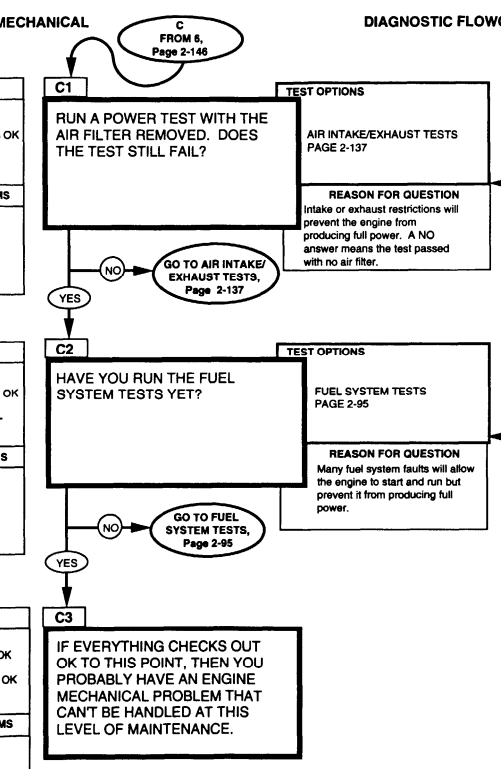 MECHANICAL
DIAGNOSTIC FLOW
C
FROM 6,
Page 2-146
C1
RUN A POWER TEST WITH THE
AIR FILTER REMOVED. DOES
THE TEST STILL FAIL?
TEST OPTIONS
AIR INTAKE/EXHAUST TESTS
PAGE 2-137
REASON FOR QUESTION
Intake or exhaust restrictions will
prevent the engine from
producing full power. A NO
answer means the test passed
with no air filter.
OK
MS
NO
GO TO AIR INTAKE/
EXHAUST TESTS,
Page 2-137
YES
C2
HAVE YOU RUN THE FUEL
SYSTEM TESTS YET?
TEST OPTIONS
FUEL SYSTEM TESTS
PAGE 2-95
REASON FOR QUESTION
Many fuel system faults will allow
the engine to start and run but
prevent it from producing full
power.
OK
S
NO
GO TO FUEL
SYSTEM TESTS,
Page 2-95
YES
C3
IF EVERYTHING CHECKS OUT
OK TO THIS POINT, THEN YOU
PROBABLY HAVE AN ENGINE
MECHANICAL PROBLEM THAT
CAN'T BE HANDLED AT THIS
LEVEL OF MAINTENANCE.
OK
OK
MS